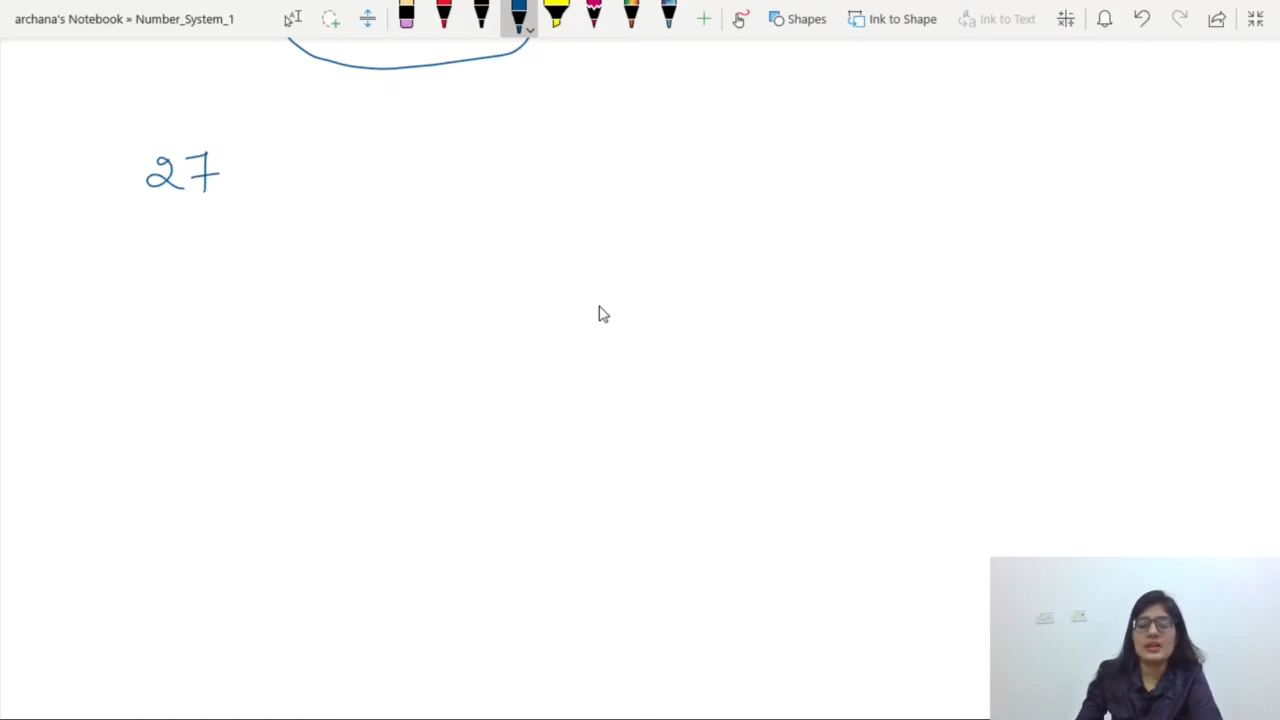 archana's Notebook » Number_System_1
Shapes
Ink to Shape
Ink to Text
27